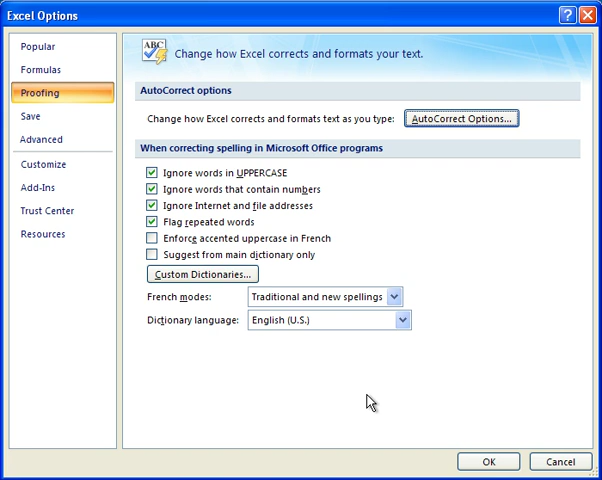 Excel Options
Popular
Formulas
Proofing
Save
Advanced
Customize
Add-Ins
Trust Center
Resources
ABC
Change how Excel corrects and formats your text.
AutoCorrect options
Change how Excel corrects and formats text as you type: AutoCorrect Options...
When correcting spelling in Microsoft Office programs
Ignore words in UPPERCASE
Ignore words that contain numbers
Ignore Internet and file addresses
Flag repeated words
Enforce accented uppercase in French
Suggest from main dictionary only
Custom Dictionaries...
French modes: Traditional and new spellings
Dictionary language: English (U.S.)
OK Cancel